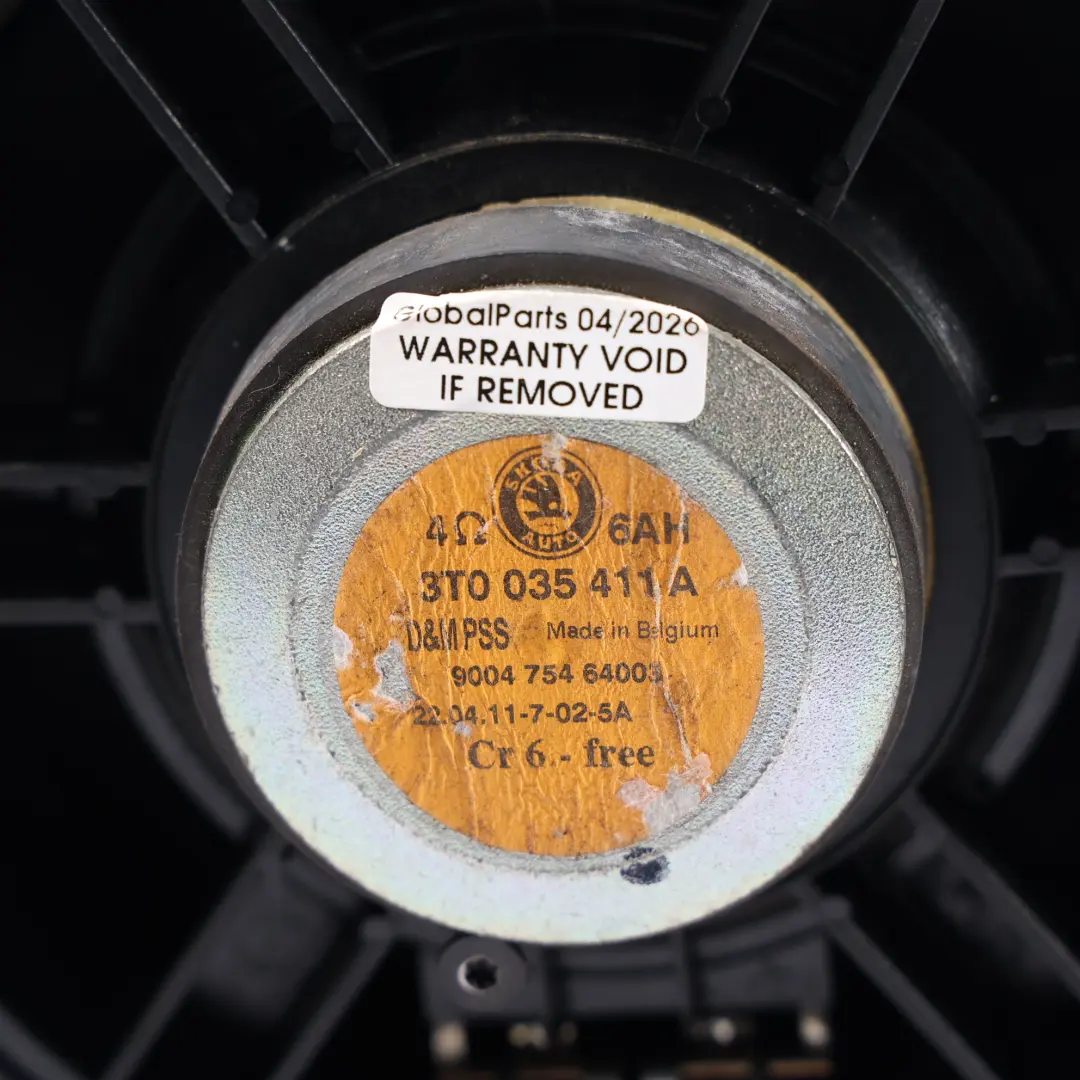 GlobalParts 04/2026
WARRANTY VOID
IF REMOVED
SKODA
AUTO
4Ω 6AH
3T0 035 411 A
D&M PSS Made in Belgium
9004 754 64003
22.04.11-7-02-5A
Cr 6 - free